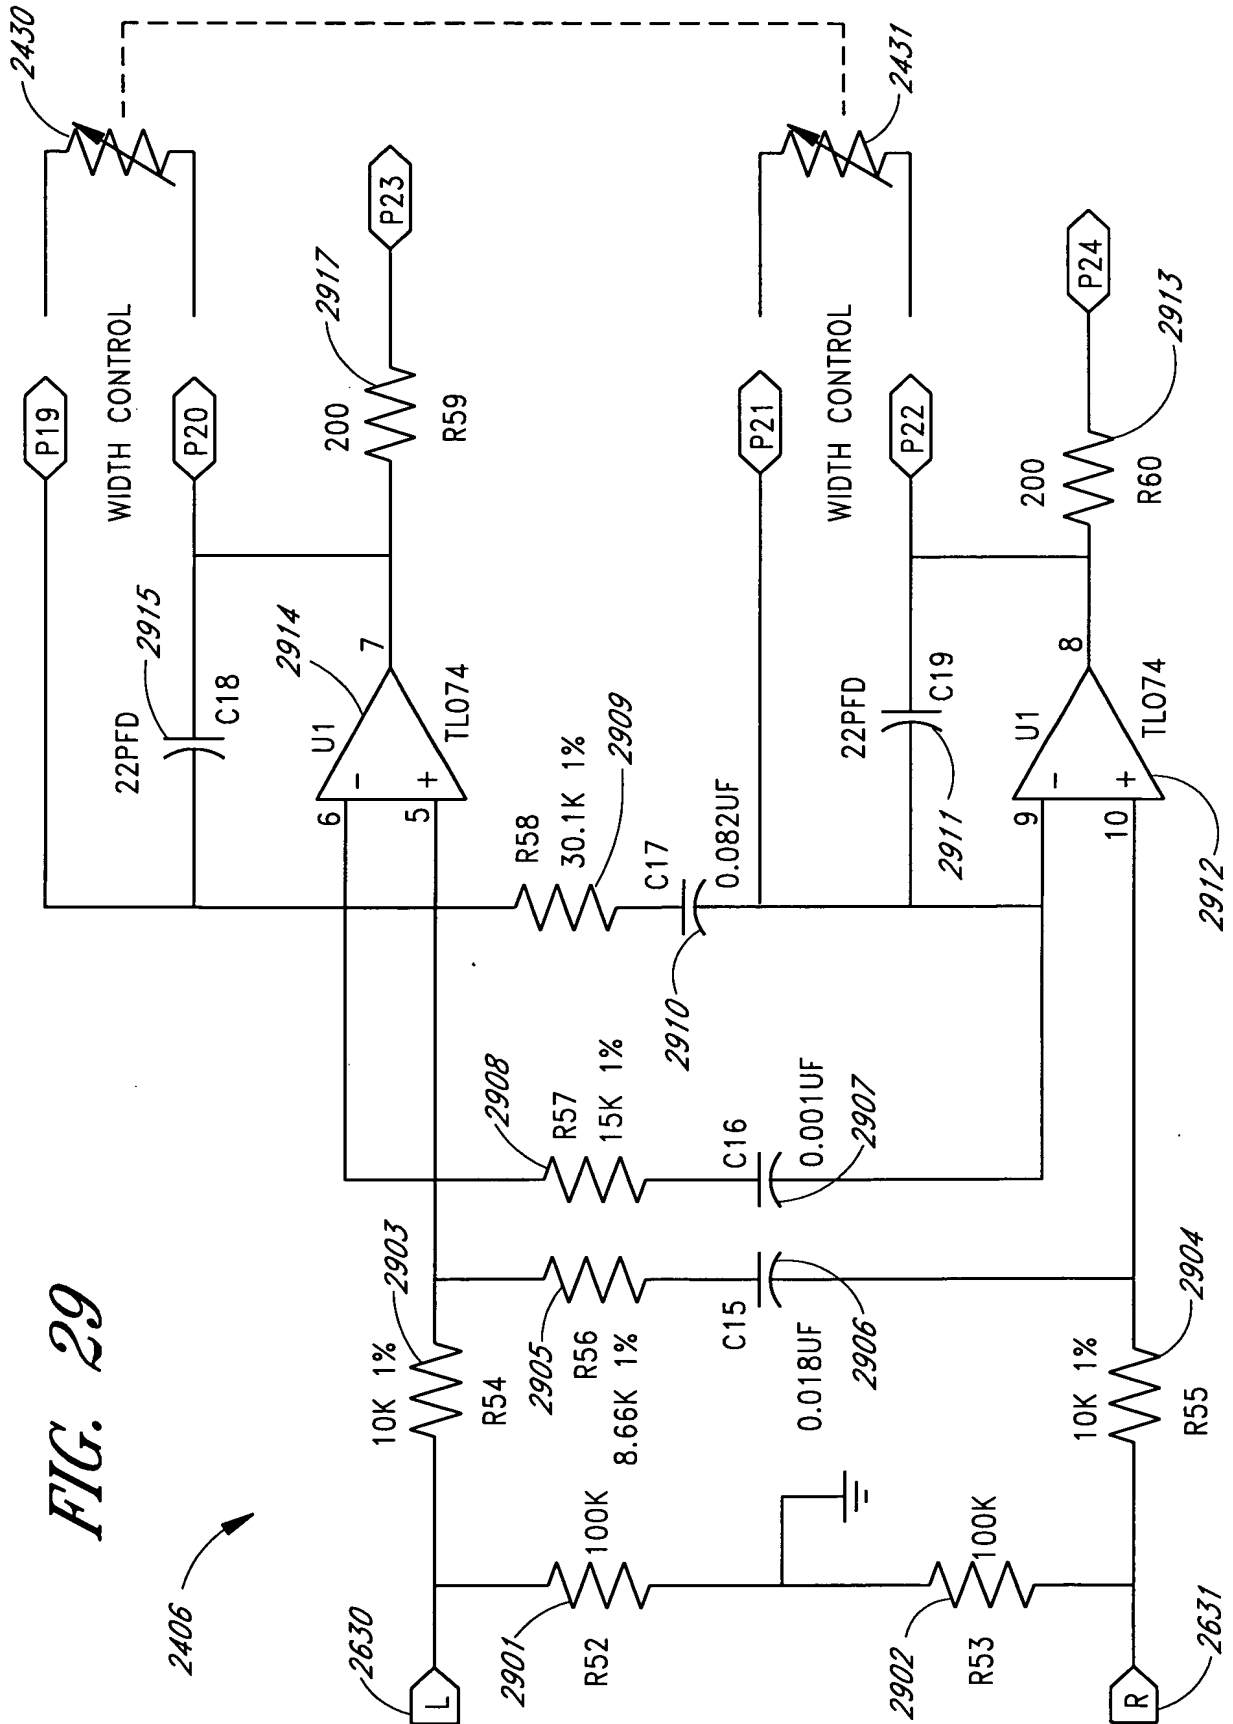 FIG. 29
2406
2430
P19
WIDTH CONTROL
P20
22PFD
2915
C18
2914
U1
6
5
-
+
7
TL074
200
2917
R59
P23
R58
30.1K 1%
2909
C17
0.082UF
2910
P21
WIDTH CONTROL
2431
P22
22PFD
C19
2911
U1
9
10
-
+
8
TL074
2912
200
R60
2913
P24
2908
R57
15K 1%
C16
0.001UF
2907
10K 1%
2903
R54
2905
R56
8.66K 1%
C15
0.018UF
2906
10K 1%
2904
R55
2630
L
2901
100K
R52
2902
100K
R53
R
2631